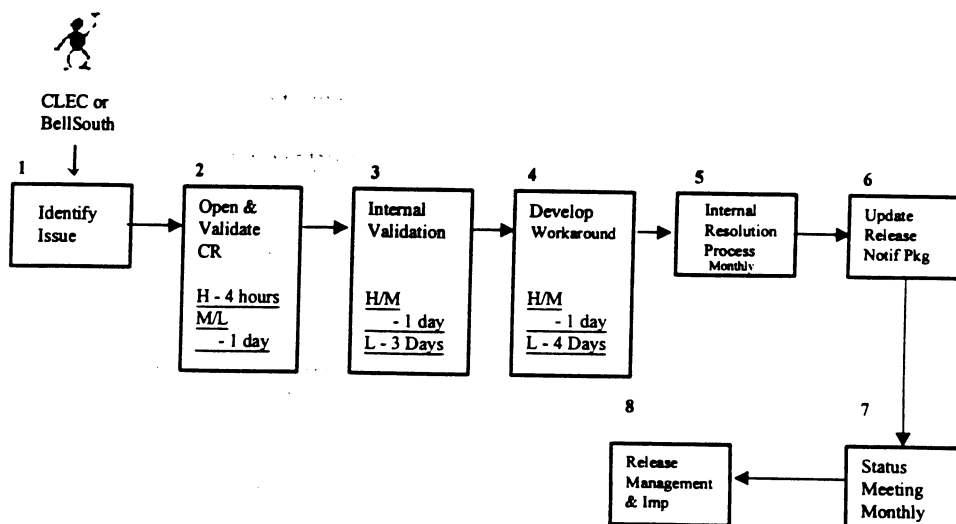 CLEC or
BellSouth
1
Identify
Issue
2
Open &
Validate
CR
H - 4 hours
M/L
- 1 day
3
Internal
Validation
H/M
- 1 day
L - 3 Days
4
Develop
Workaround
H/M
- 1 day
L - 4 Days
5
Internal
Resolution
Process
Monthly
6
Update
Release
Notif Pkg
7
Status
Meeting
Monthly
8
Release
Management
& Imp